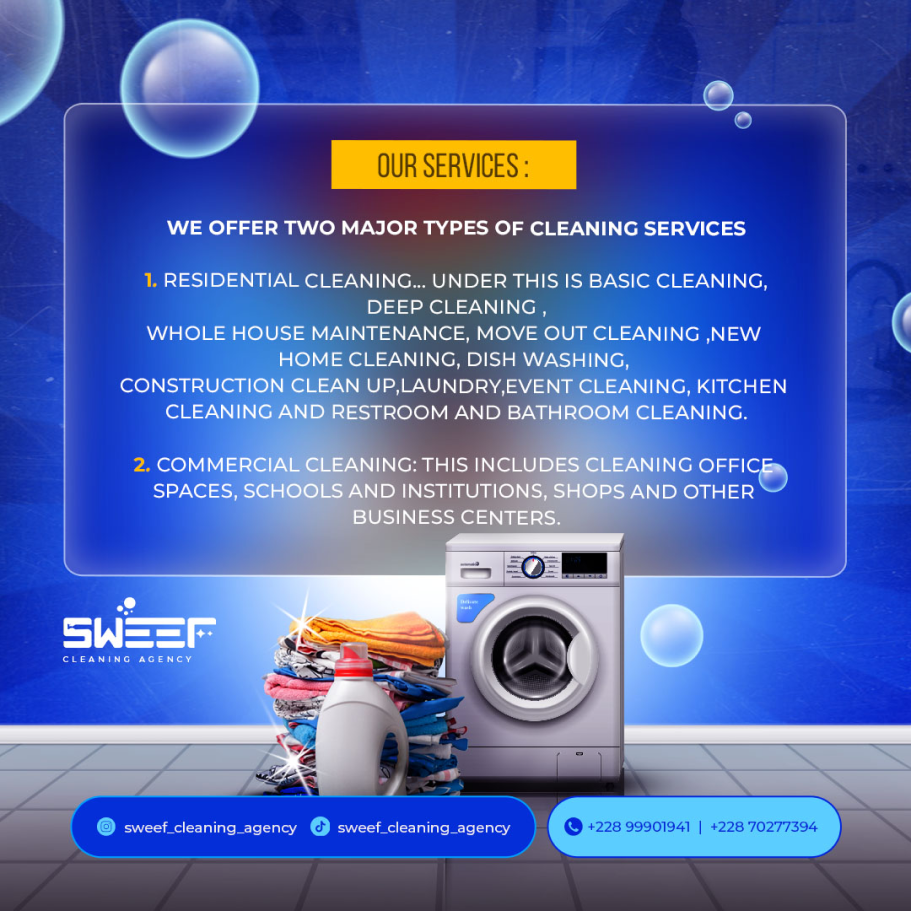 OUR SERVICES :
WE OFFER TWO MAJOR TYPES OF CLEANING SERVICES
1. RESIDENTIAL CLEANING... UNDER THIS IS BASIC CLEANING,
DEEP CLEANING ,
WHOLE HOUSE MAINTENANCE, MOVE OUT CLEANING ,NEW
HOME CLEANING, DISH WASHING,
CONSTRUCTION CLEAN UP,LAUNDRY,EVENT CLEANING, KITCHEN
CLEANING AND RESTROOM AND BATHROOM CLEANING.
2. COMMERCIAL CLEANING: THIS INCLUDES CLEANING OFFICE
SPACES, SCHOOLS AND INSTITUTIONS, SHOPS AND OTHER
BUSINESS CENTERS.
SWEEF
CLEANING AGENCY
sweef_cleaning_agency sweef_cleaning_agency
+228 99901941 | +228 70277394